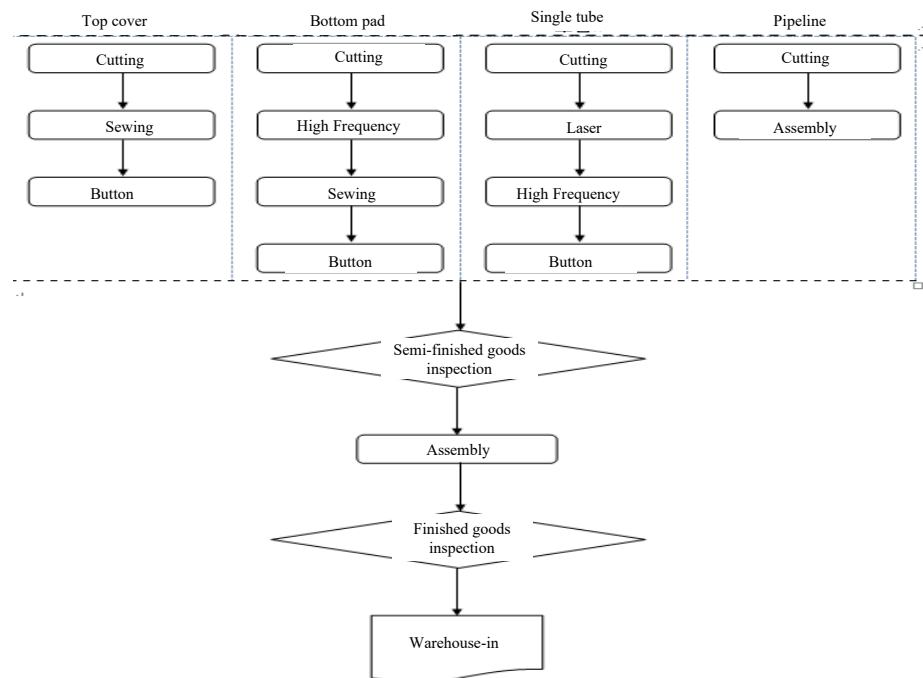 Top cover
Bottom pad
Single tube
Pipeline
Cutting
Cutting
Cutting
Cutting
Sewing
High Frequency
Laser
Assembly
Button
Sewing
High Frequency
Button
Button
Semi-finished goods
inspection
Assembly
Finished goods
inspection
Warehouse-in